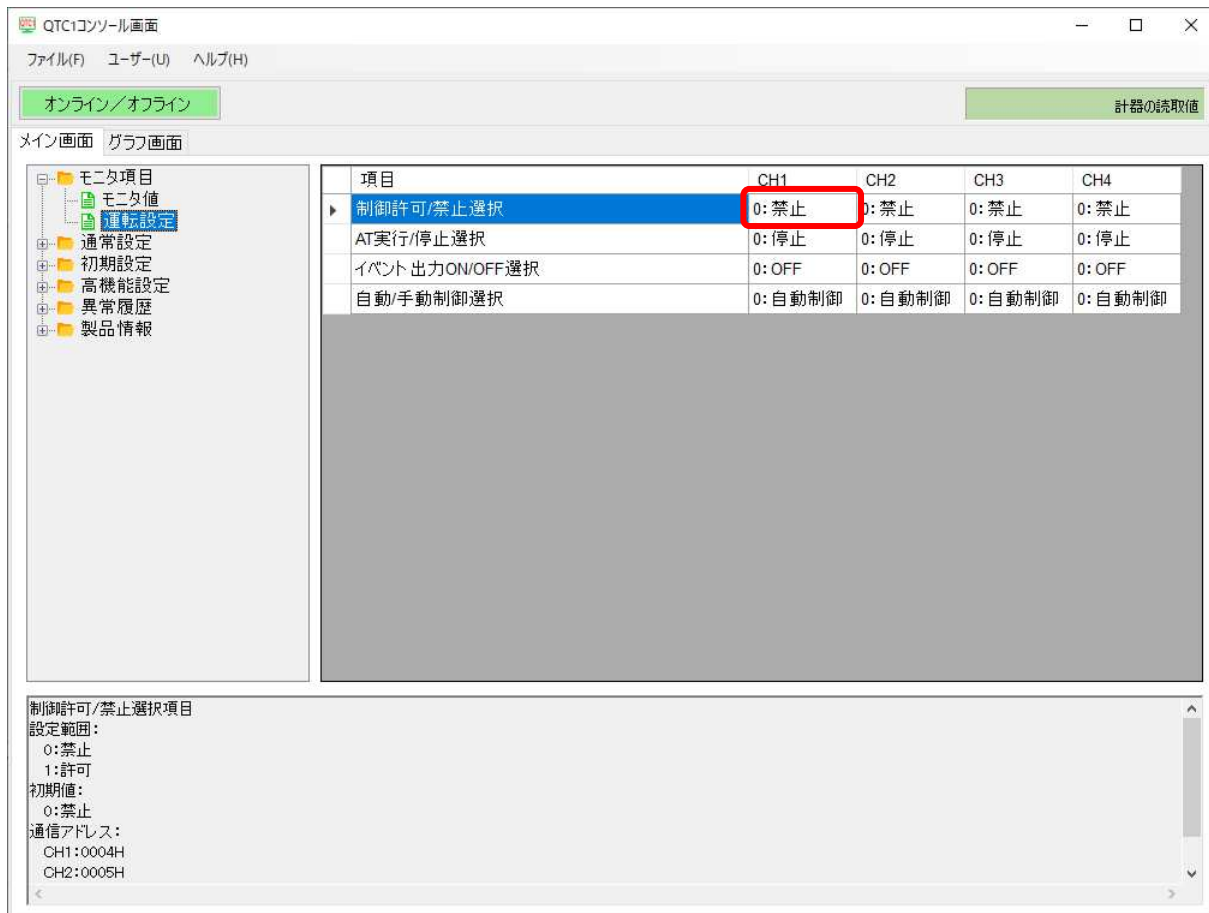 QTC1コンソール画面
ファイル(F) ユーザー(U) ヘルプ(H)
オンライン/オフライン
計器の読取値
メイン画面 グラフ画面
モニタ項目
モニタ値
運転設定
通常設定
初期設定
高機能設定
異常履歴
製品情報
項目 CH1 CH2 CH3 CH4
制御許可/禁止選択 0:禁止 0:禁止 0:禁止 0:禁止
AT実行/停止選択 0:停止 0:停止 0:停止 0:停止
イベント出力ON/OFF選択 0:OFF 0:OFF 0:OFF 0:OFF
自動/手動制御選択 0:自動制御 0:自動制御 0:自動制御 0:自動制御
制御許可/禁止選択項目
設定範囲:
0:禁止
1:許可
初期値:
0:禁止
通信アドレス:
CH1:0004H
CH2:0005H